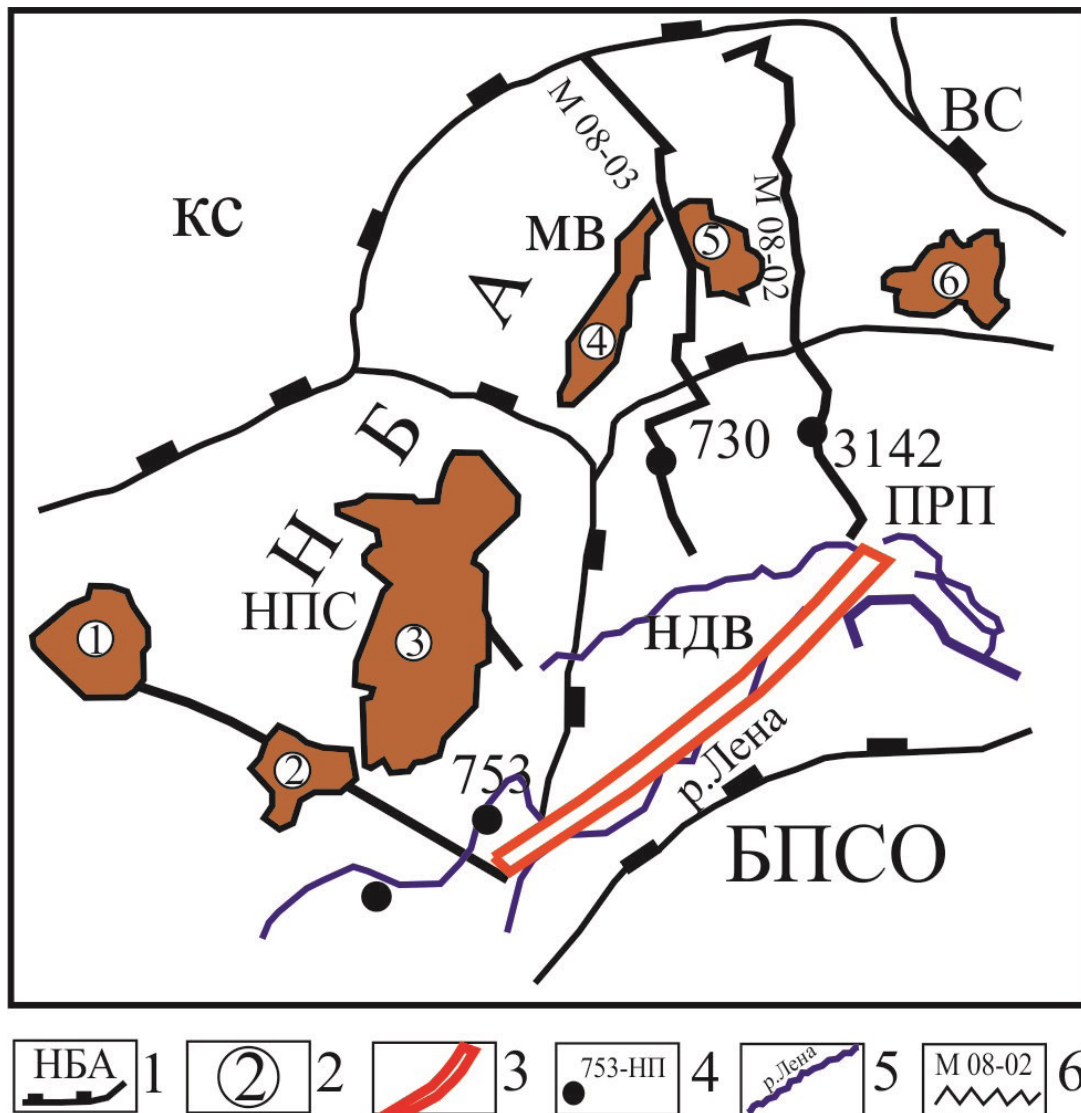 ВС
М 08-03
М 08-02
кс
МВ
5
6
А
4
730
3142
Б
ПРП
Н
НПС
1
3
НДВ
2
753
р.Лена
БПСО
НБА 1
2 2
3
753-НП 4
р.Лена 5
М 08-02 6